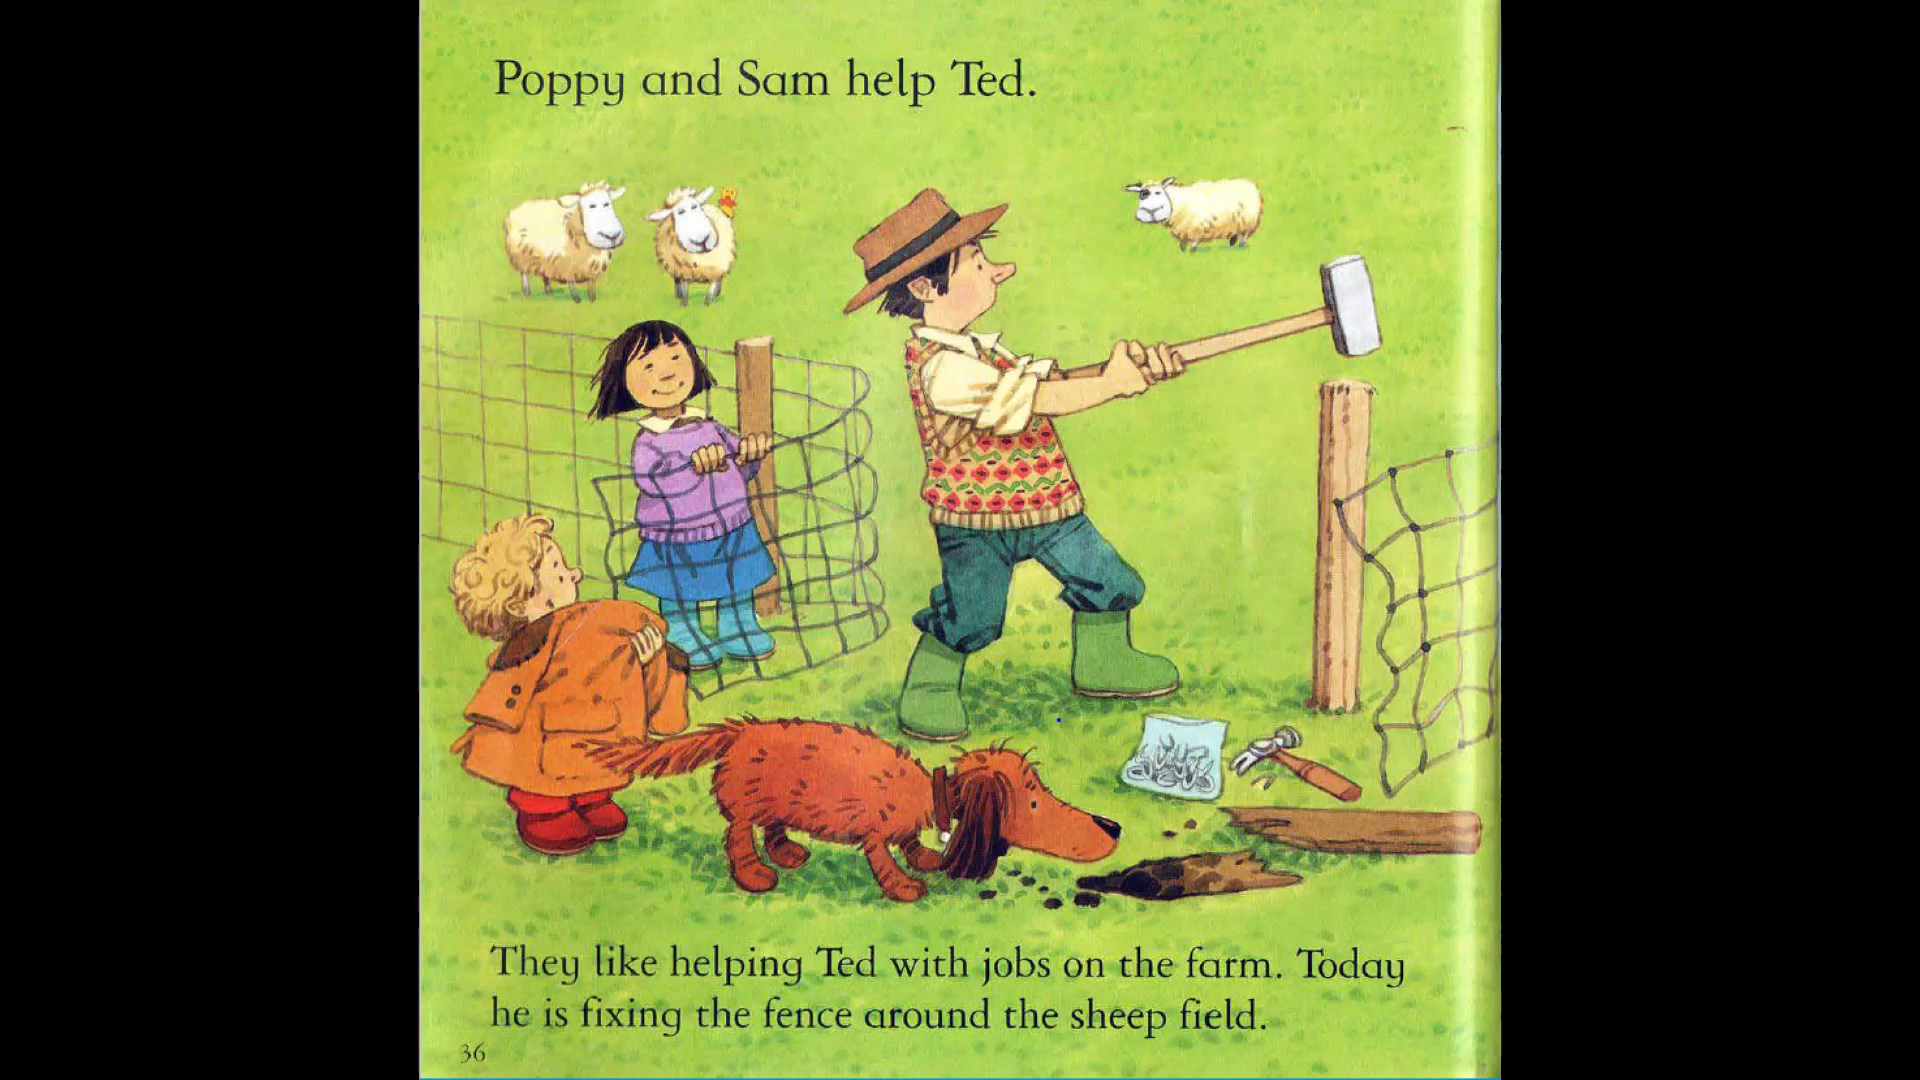 Poppy and Sam help Ted.
They like helping Ted with jobs on the farm. Today
he is fixing the fence around the sheep field.
36